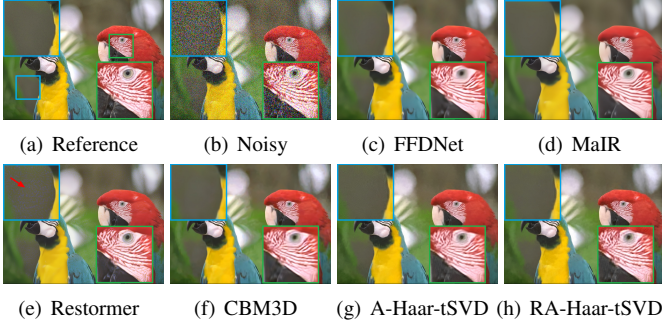 (a) Reference (b) Noisy (c) FFDNet (d) MaIR
(e) Restormer (f) CBM3D (g) A-Haar-tSVD (h) RA-Haar-tSVD